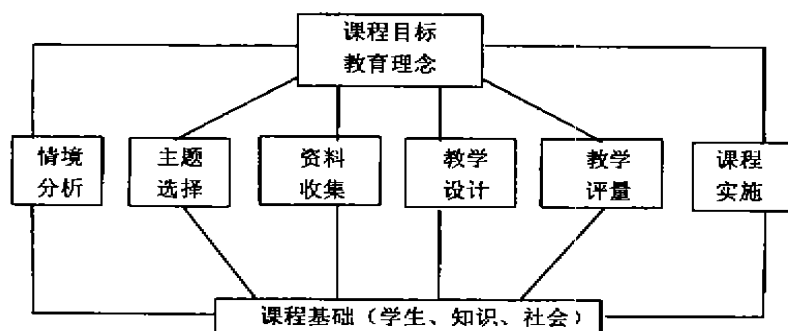 课程目标
教育理念
情境
分析
主题
选择
资料
收集
教学
设计
教学
评量
课程
实施
课程基础（学生、知识、社会）